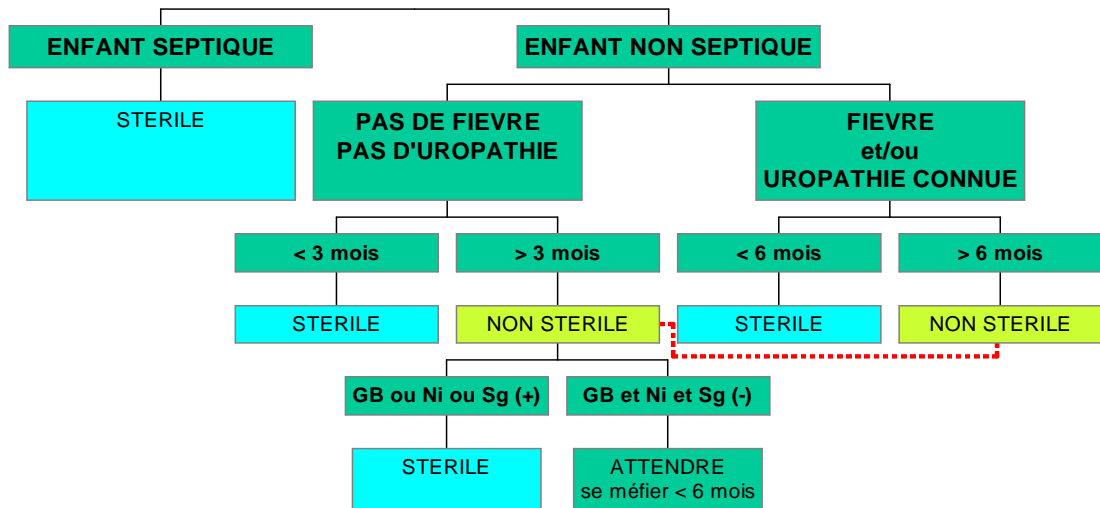 ENFANT SEPTIQUE
ENFANT NON SEPTIQUE
STERILE
PAS DE FIEVRE
PAS D'UROPATHIE
FIEVRE
et/ou
UROPATHIE CONNUE
< 3 mois
> 3 mois
< 6 mois
> 6 mois
STERILE
NON STERILE
STERILE
NON STERILE
GB ou Ni ou Sg (+)
GB et Ni et Sg (-)
STERILE
ATTENDRE
se méfier < 6 mois